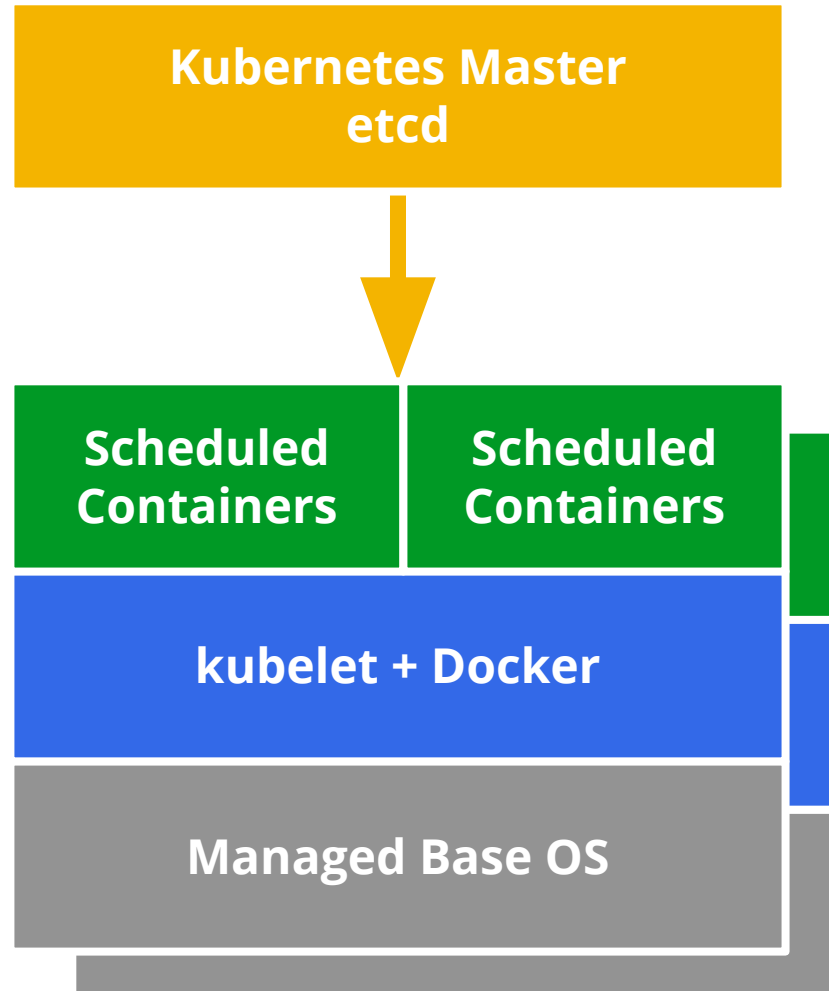 Kubernetes Master
etcd
Scheduled
Containers
Scheduled
Containers
kubelet + Docker
Managed Base OS